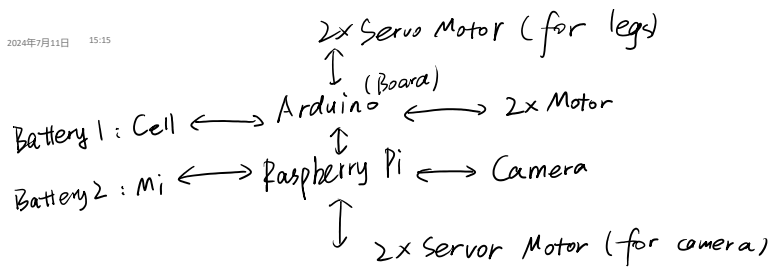 2024年7月11日 15:15
2x Servo Motor (for legs)
Arduino (Board)
2x Motor
Battery 1 : Cell
Raspberry Pi
Camera
Battery 2 : Mi
2x Servor Motor (for camera)